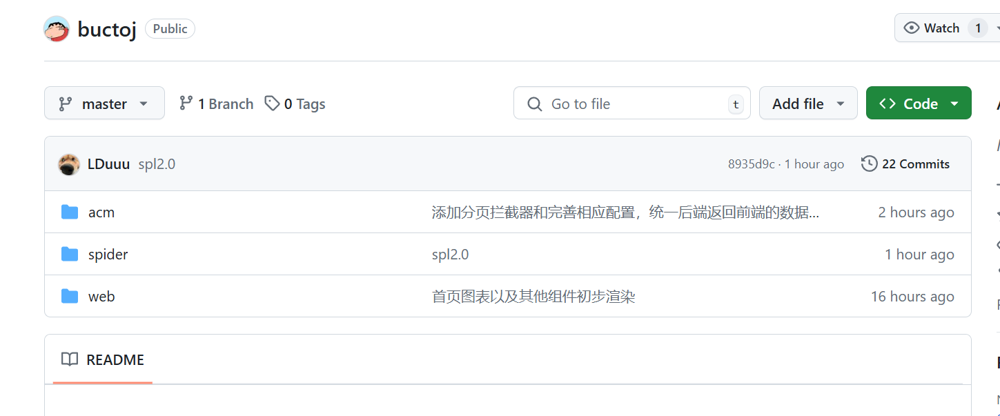 buctoj Public
Watch 1
master 1 Branch 0 Tags
Go to file t
Add file
Code
LDuuu spl2.0 8935d9c · 1 hour ago 22 Commits
acm 添加分页拦截器和完善相应配置，统一后端返回前端的数据... 2 hours ago
spider spl2.0 1 hour ago
web 首页图表以及其他组件初步渲染 16 hours ago
README